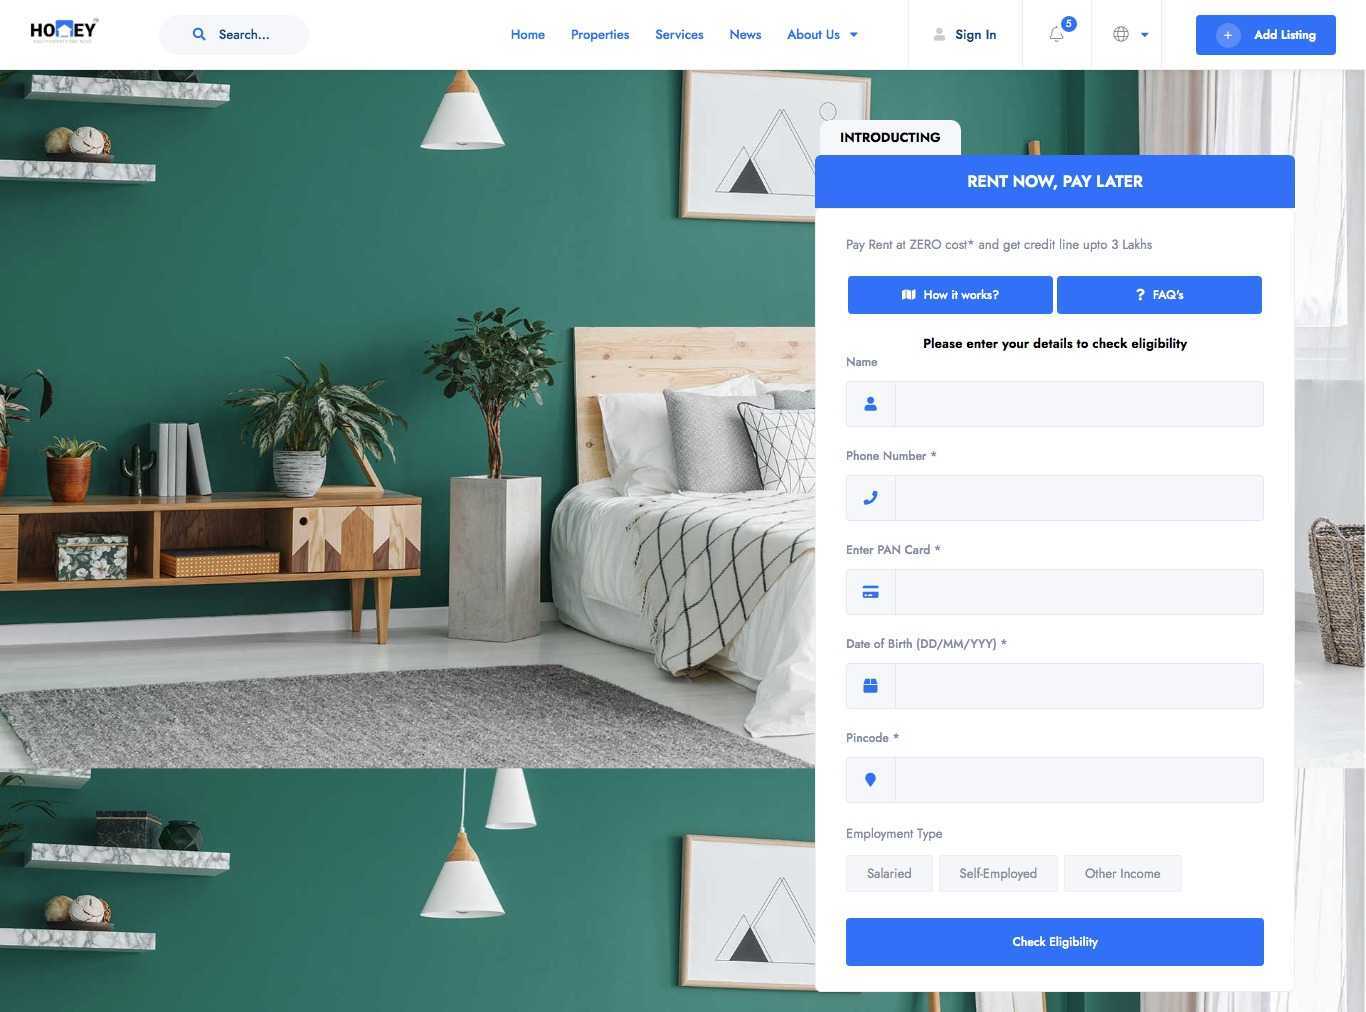 HOMEY
Search...
Home
Properties
Services
News
About Us
Sign In
5
+ Add Listing
INTRODUCTING
RENT NOW, PAY LATER
Pay Rent at ZERO cost* and get credit line upto 3 Lakhs
How it works?
? FAQ's
Please enter your details to check eligibility
Name
Phone Number *
Enter PAN Card *
Date of Birth (DD/MM/YYY) *
Pincode *
Employment Type
Salaried
Self-Employed
Other Income
Check Eligibility